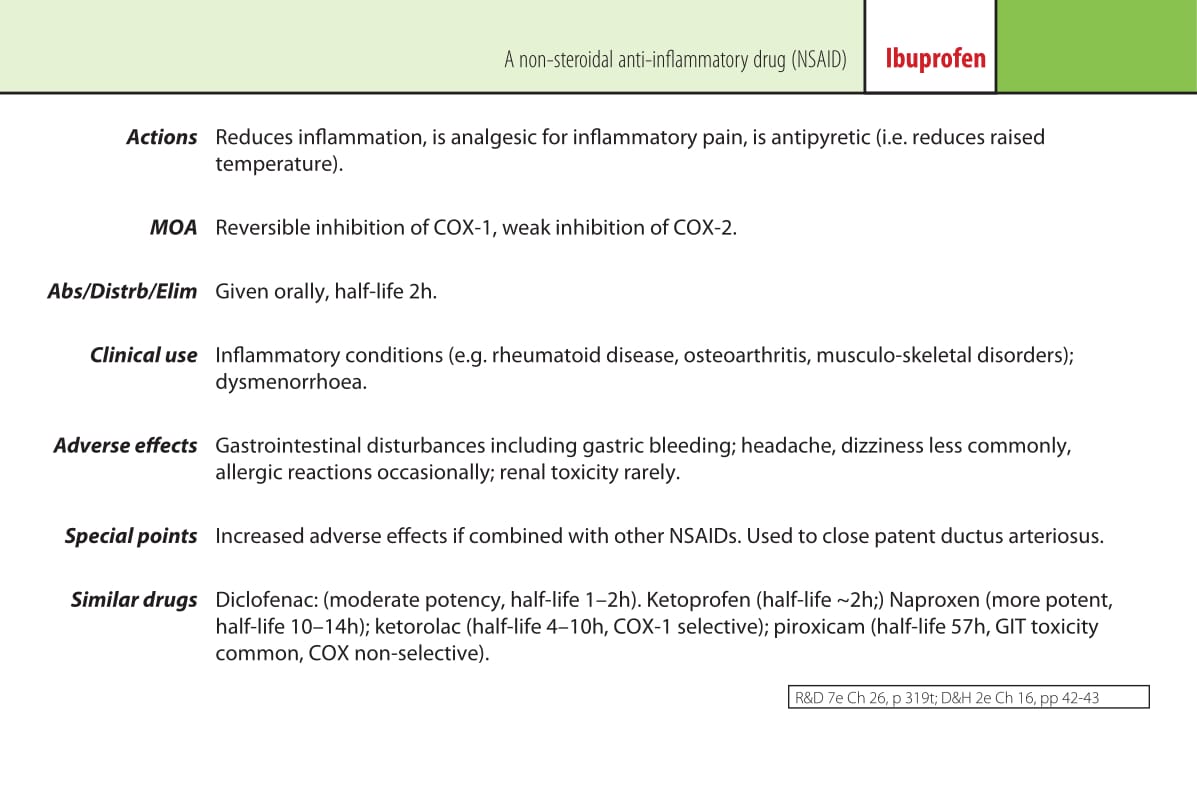 A non-steroidal anti-inflammatory drug (NSAID) Ibuprofen
Actions Reduces inflammation, is analgesic for inflammatory pain, is antipyretic (i.e. reduces raised
temperature).
MOA Reversible inhibition of COX-1, weak inhibition of COX-2.
Abs/Distrb/Elim Given orally, half-life 2h.
Clinical use Inflammatory conditions (e.g. rheumatoid disease, osteoarthritis, musculo-skeletal disorders);
dysmenorrhoea.
Adverse effects Gastrointestinal disturbances including gastric bleeding; headache, dizziness less commonly,
allergic reactions occasionally; renal toxicity rarely.
Special points Increased adverse effects if combined with other NSAIDs. Used to close patent ductus arteriosus.
Similar drugs Diclofenac: (moderate potency, half-life 1–2h). Ketoprofen (half-life ~2h;) Naproxen (more potent,
half-life 10–14h); ketorolac (half-life 4–10h, COX-1 selective); piroxicam (half-life 57h, GIT toxicity
common, COX non-selective).
R&D 7e Ch 26, p 319t; D&H 2e Ch 16, pp 42-43